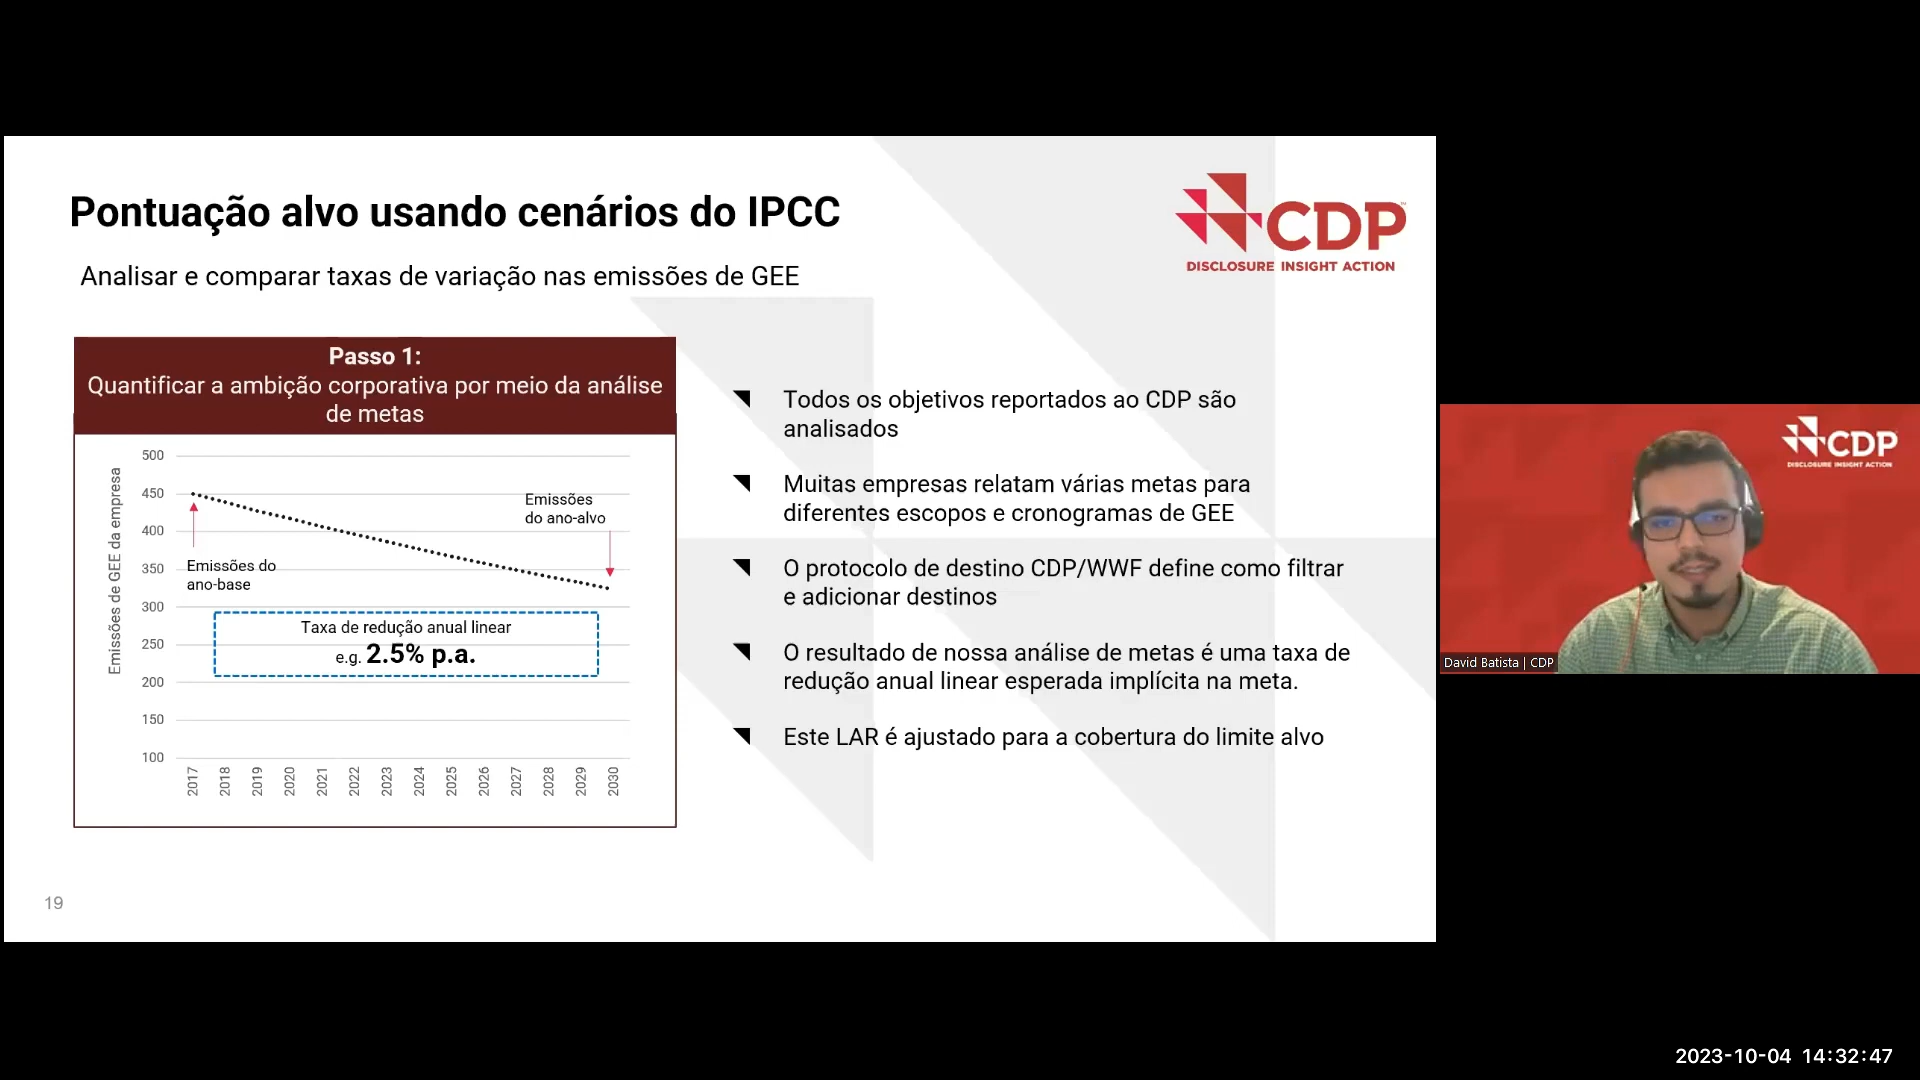 Pontuação alvo usando cenários do IPCC
Analisar e comparar taxas de variação nas emissões de GEE
CDP
DISCLOSURE INSIGHT ACTION
Passo 1:
Quantificar a ambição corporativa por meio da análise
de metas
Emissões de GEE da empresa
500
450
400
350
300
250
200
150
100
Emissões do
ano-base
Emissões
do ano-alvo
Taxa de redução anual linear
e.g. 2.5% p.a.
2017
2018
2019
2020
2021
2022
2023
2024
2025
2026
2027
2028
2029
2030
Todos os objetivos reportados ao CDP são
analisados
Muitas empresas relatam várias metas para
diferentes escopos e cronogramas de GEE
O protocolo de destino CDP/WWF define como filtrar
e adicionar destinos
O resultado de nossa análise de metas é uma taxa de
redução anual linear esperada implícita na meta.
Este LAR é ajustado para a cobertura do limite alvo
19
CDP
DISCLOSURE INSIGHT ACTION
David Batista | CDP
2023-10-04 14:32:47